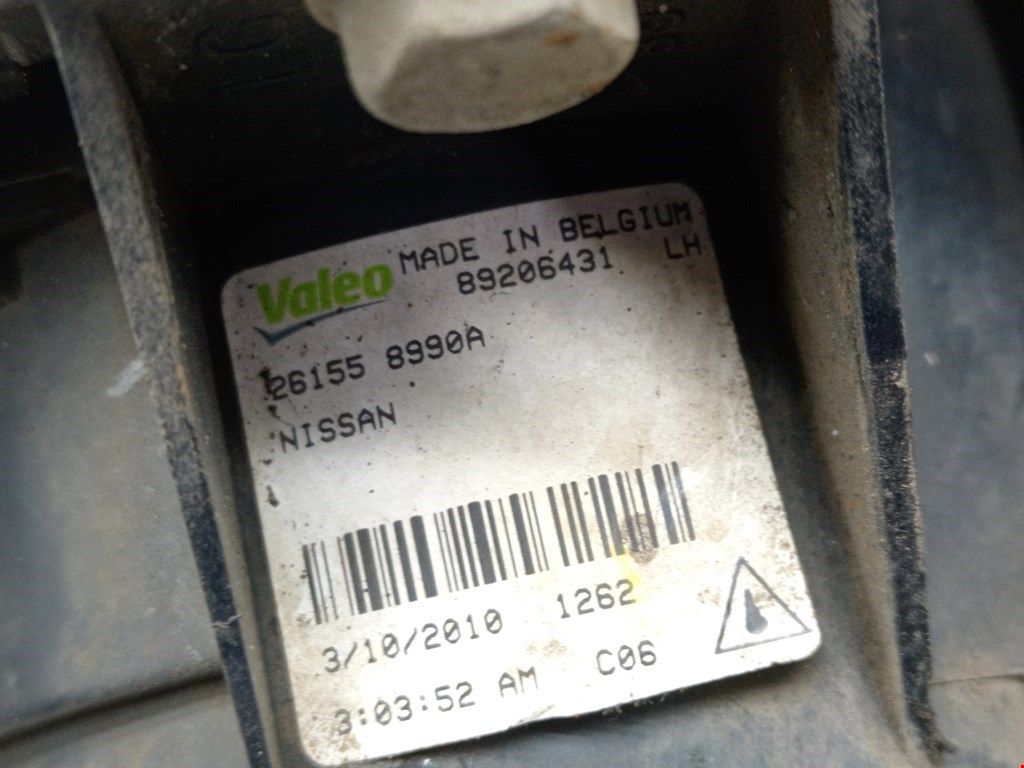 Valeo MADE IN BELGIUM
89206431 LH
26155 8990A
NISSAN
3/10/2010 1262
3:03:52 AM C06